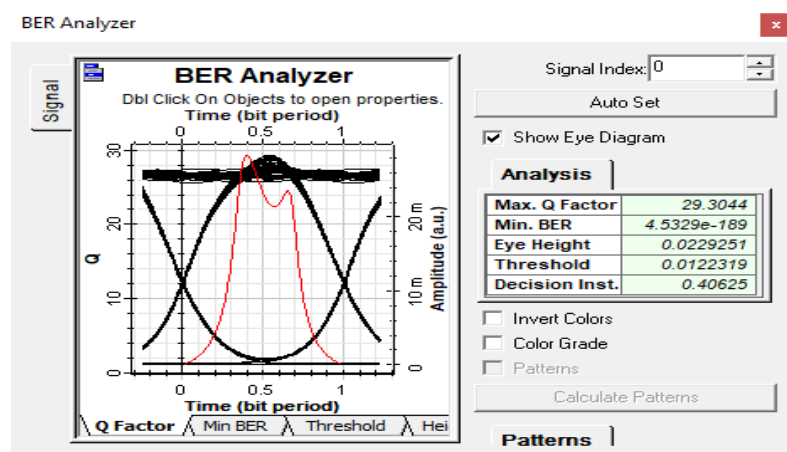 BER Analyzer
x
Signal
BER Analyzer
Dbl Click On Objects to open properties.
Time (bit period)
0 0.5 1
Q
0 10 20 30
0 10 m 20 m
Amplitude (a.u.)
0 0.5 1
Time (bit period)
Q Factor Min BER Threshold Hei
Signal Index: 0
Auto Set
Show Eye Diagram
Analysis
Max. Q Factor 29.3044
Min. BER 4.5329e-189
Eye Height 0.0229251
Threshold 0.0122319
Decision Inst. 0.40625
Invert Colors
Color Grade
Patterns
Calculate Patterns
Patterns